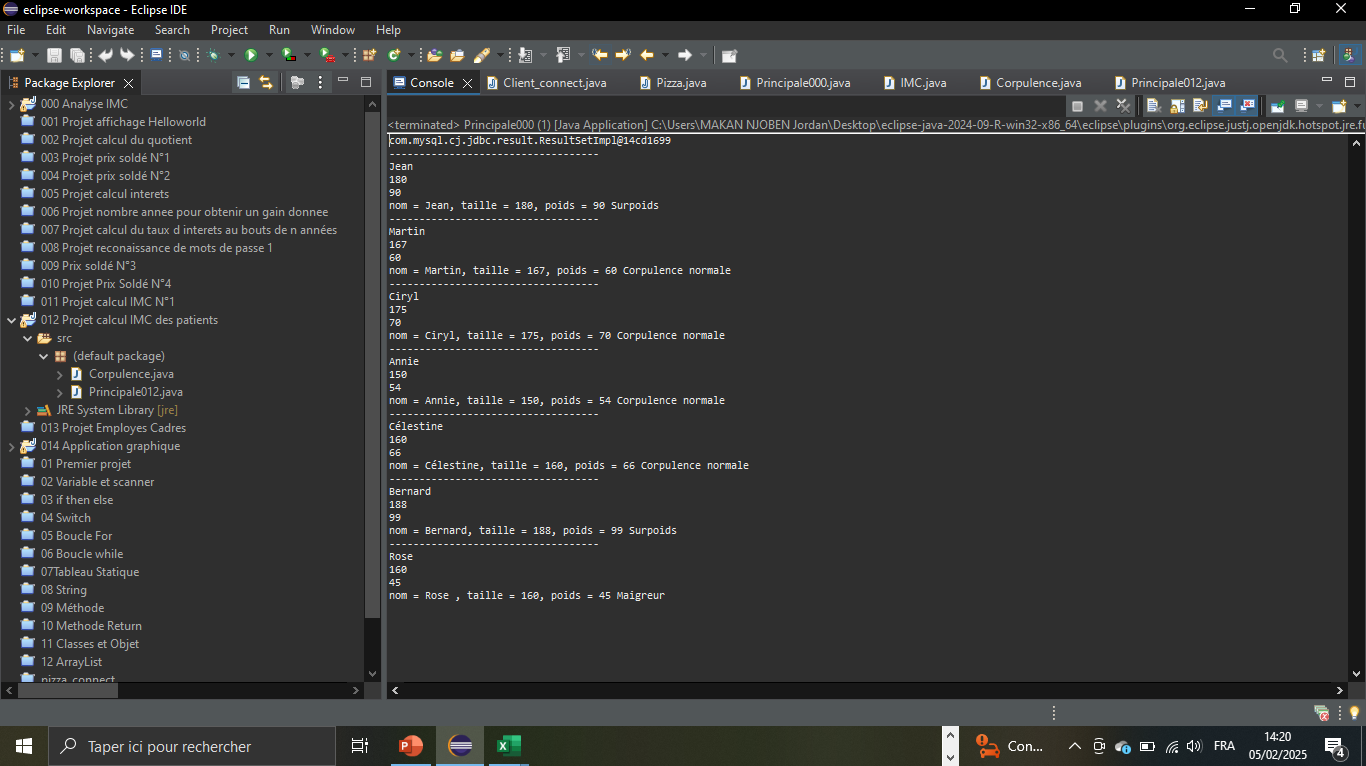 eclipse-workspace - Eclipse IDE
File Edit Navigate Search Project Run Window Help
Package Explorer
000 Analyse IMC
001 Projet affichage Helloworld
002 Projet calcul du quotient
003 Projet prix soldé N°1
004 Projet prix soldé N°2
005 Projet calcul interets
006 Projet nombre annee pour obtenir un gain donnee
007 Projet calcul du taux d interets au bouts de n années
008 Projet reconaissance de mots de passe 1
009 Prix soldé N°3
010 Projet Prix Soldé N°4
011 Projet calcul IMC N°1
012 Projet calcul IMC des patients
src
(default package)
Corpulence.java
Principale012.java
JRE System Library [jre]
013 Projet Employes Cadres
014 Application graphique
01 Premier projet
02 Variable et scanner
03 if then else
04 Switch
05 Boucle For
06 Boucle while
07Tableau Statique
08 String
09 Méthode
10 Methode Return
11 Classes et Objet
12 ArrayList
pizza_connect
Console Client_connect.java Pizza.java Principale000.java IMC.java Corpulence.java Principale012.java
<terminated> Principale000 (1) [Java Application] C:\Users\MAKAN NJOBEN Jordan\Desktop\eclipse-java-2024-09-R-win32-x86_64\eclipse\plugins\org.eclipse.justj.openjdk.hotspot.jre.fu
com.mysql.cj.jdbc.result.ResultSetImpl@14cd1699
-----------------------------------
Jean
180
90
nom = Jean, taille = 180, poids = 90 Surpoids
-----------------------------------
Martin
167
60
nom = Martin, taille = 167, poids = 60 Corpulence normale
-----------------------------------
Ciryl
175
70
nom = Ciryl, taille = 175, poids = 70 Corpulence normale
-----------------------------------
Annie
150
54
nom = Annie, taille = 150, poids = 54 Corpulence normale
-----------------------------------
Célestine
160
66
nom = Célestine, taille = 160, poids = 66 Corpulence normale
-----------------------------------
Bernard
188
99
nom = Bernard, taille = 188, poids = 99 Surpoids
-----------------------------------
Rose
160
45
nom = Rose , taille = 160, poids = 45 Maigreur
Taper ici pour rechercher
Con...
FRA
14:20
05/02/2025
4